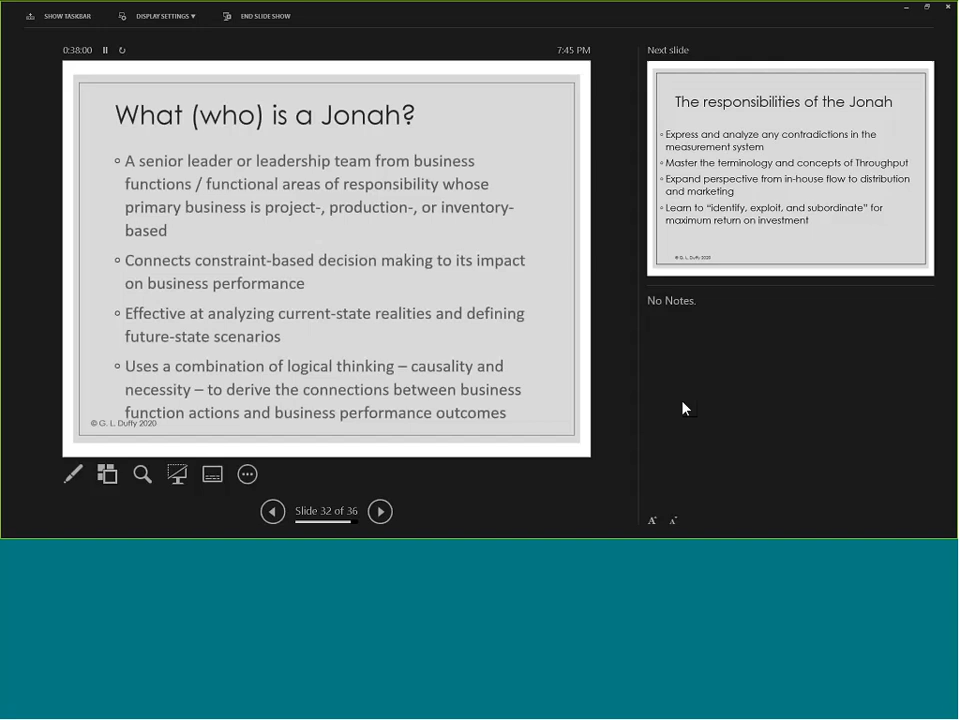 SHOW TASKBAR
DISPLAY SETTINGS ▾
END SLIDE SHOW
0:38:00
7:45 PM
What (who) is a Jonah?
◦ A senior leader or leadership team from business
functions / functional areas of responsibility whose
primary business is project-, production-, or inventory-
based
◦ Connects constraint-based decision making to its impact
on business performance
◦ Effective at analyzing current-state realities and defining
future-state scenarios
◦ Uses a combination of logical thinking – causality and
necessity – to derive the connections between business
function actions and business performance outcomes
© G. L. Duffy 2020
Slide 32 of 36
Next slide
The responsibilities of the Jonah
◦ Express and analyze any contradictions in the
measurement system
◦ Master the terminology and concepts of Throughput
◦ Expand perspective from in-house flow to distribution
and marketing
◦ Learn to “identify, exploit, and subordinate” for
maximum return on investment
© G. L. Duffy 2020
No Notes.
A A